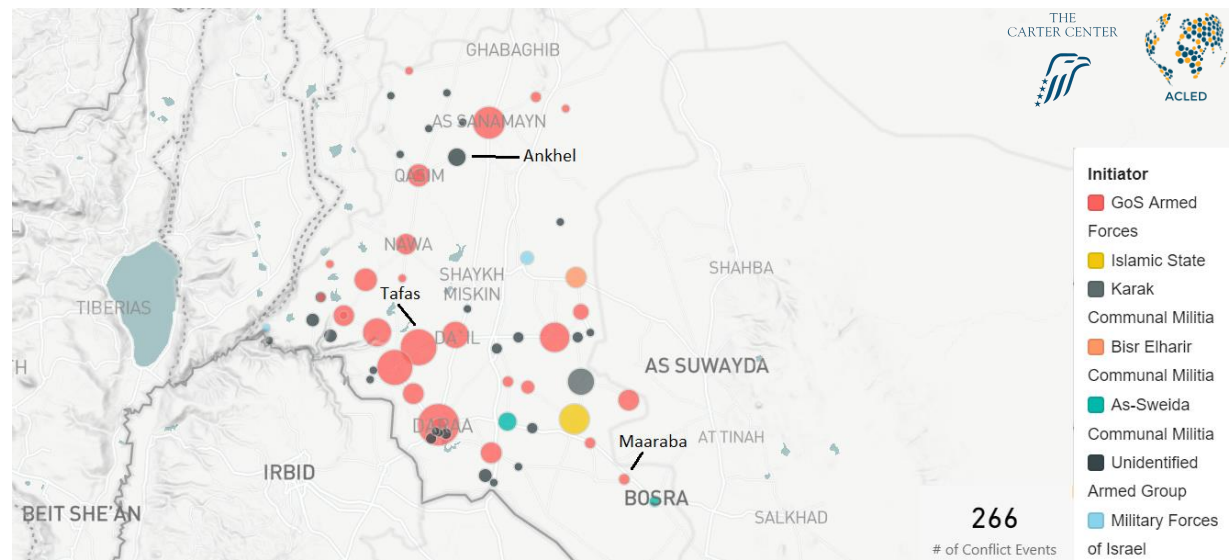 THE
CARTER CENTER
ACLED
GHABAGHIB
AS SANAMAYN
Ankhel
QASIM
NAWA
SHAYKH
MISKIN
SHAHBA
TIBERIAS
Tafas
DA'IL
AS SUWAYDA
DARAA
Maaraba
AT TINAH
IRBID
BOSRA
BEIT SHE'AN
SALKHAD
TH
266
# of Conflict Events
Initiator
GoS Armed
Forces
Islamic State
Karak
Communal Militia
Bisr Elharir
Communal Militia
As-Sweida
Communal Militia
Unidentified
Armed Group
Military Forces
of Israel